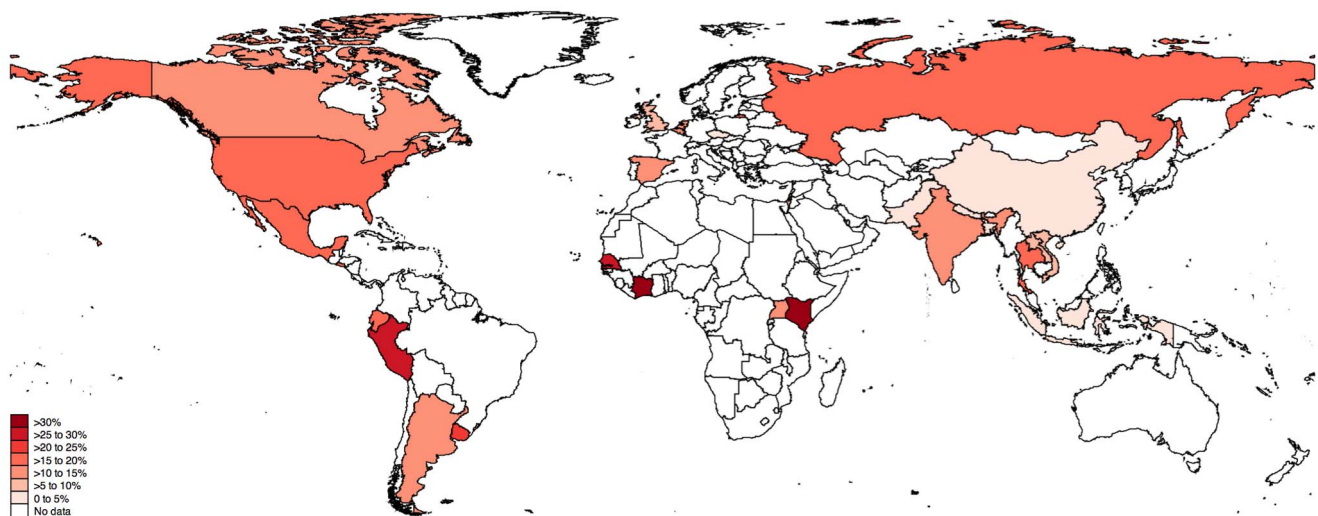 >30%
>25 to 30%
>20 to 25%
>15 to 20%
>10 to 15%
>5 to 10%
0 to 5%
No data